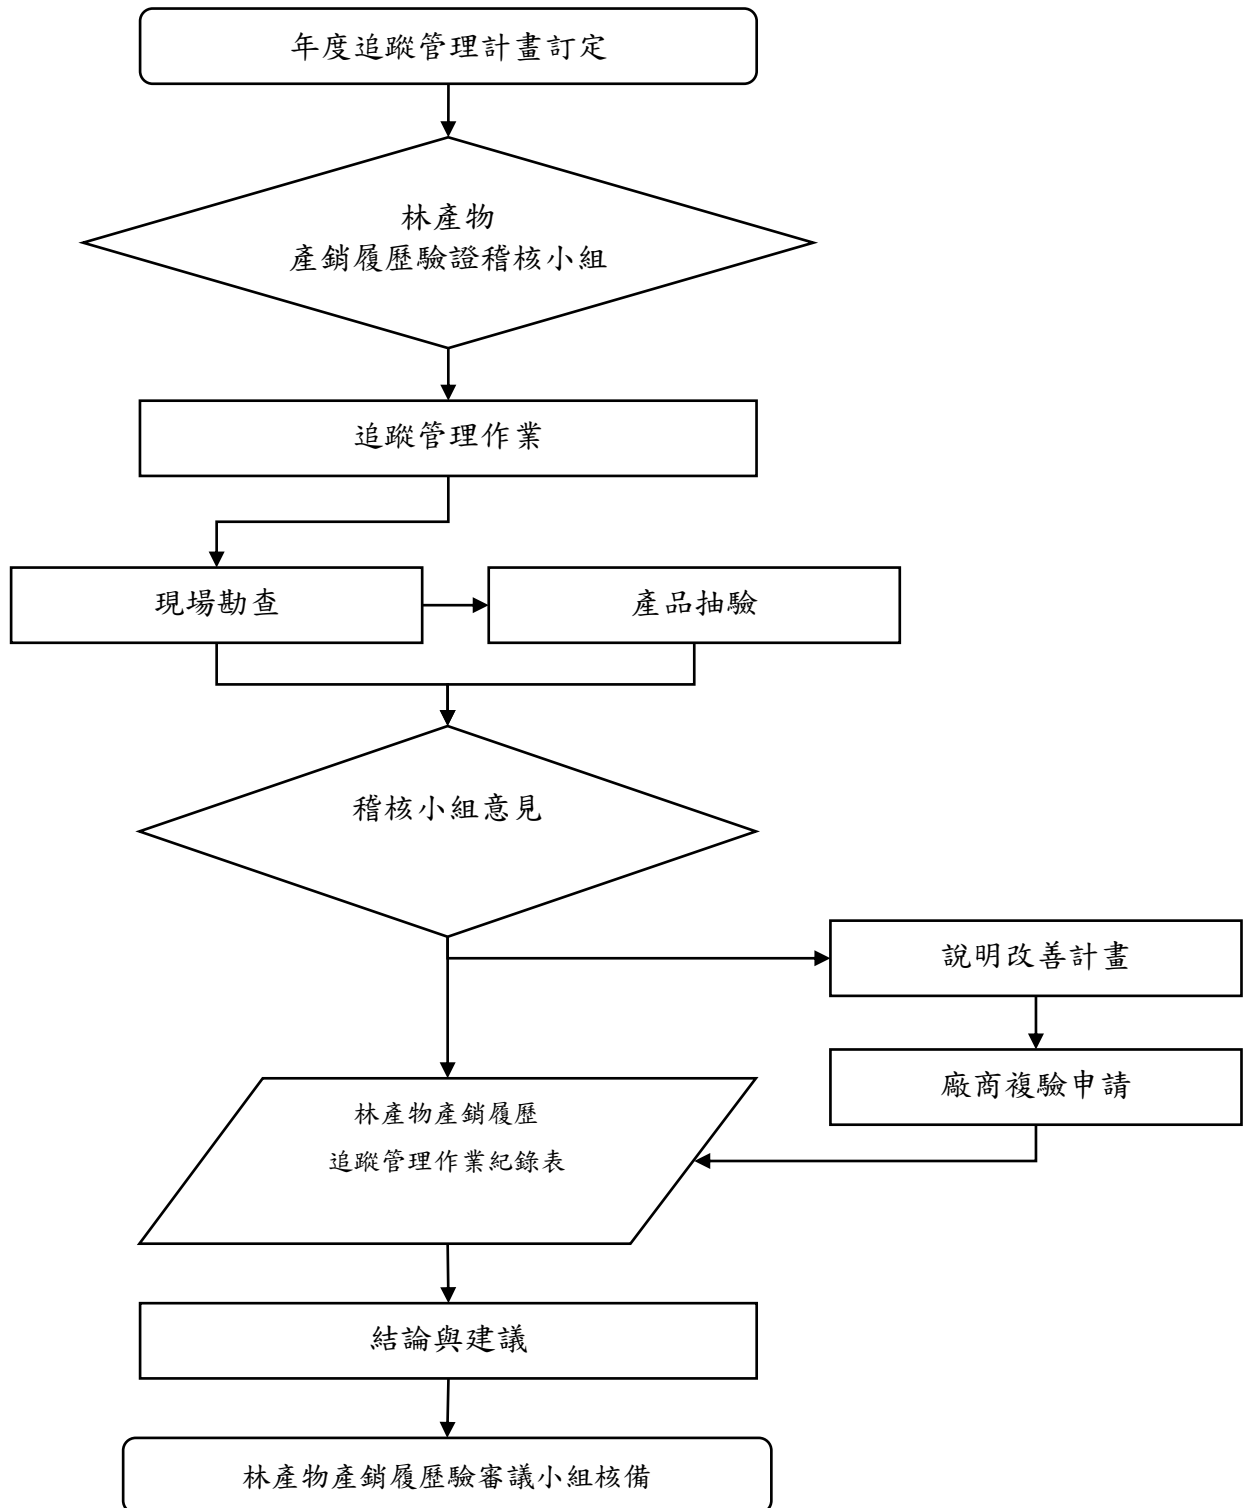 年度追蹤管理計畫訂定
林產物
產銷履歷驗證稽核小組
追蹤管理作業
現場勘查
產品抽驗
稽核小組意見
說明改善計畫
廠商複驗申請
林產物產銷履歷
追蹤管理作業紀錄表
結論與建議
林產物產銷履歷驗審議小組核備